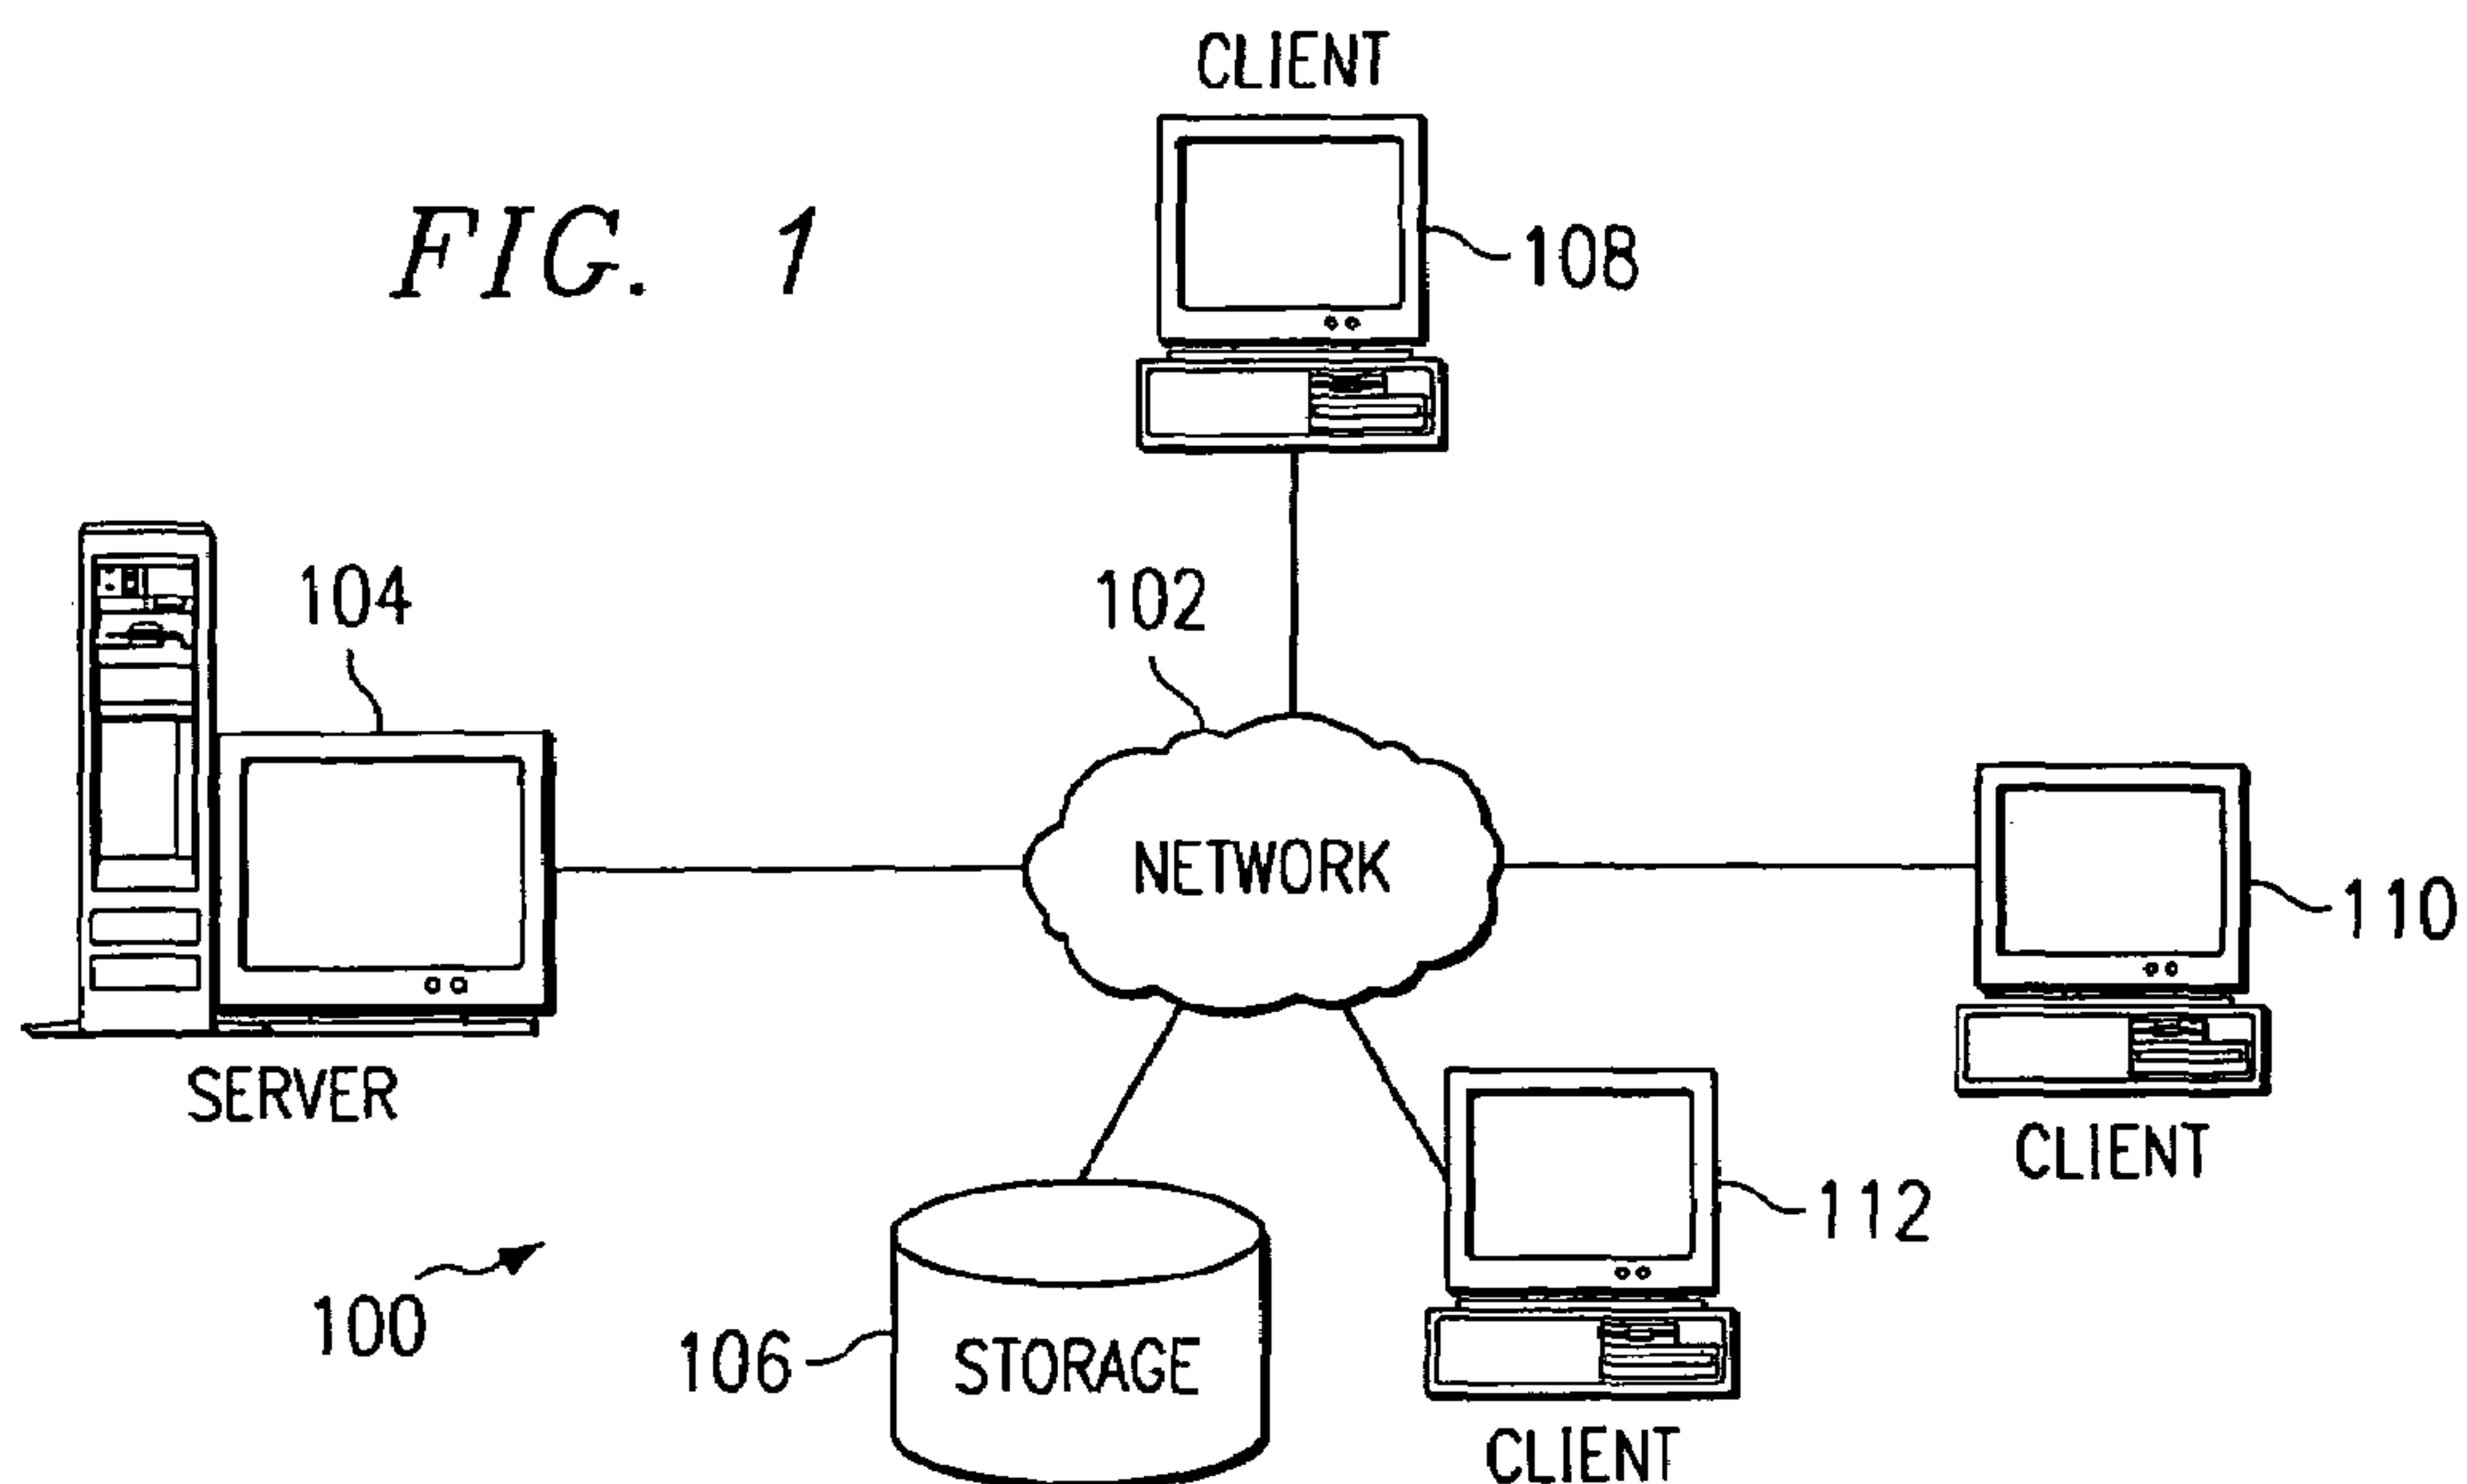 CLIENT
FIG. 1
108
104
102
NETWORK
110
SERVER
CLIENT
112
100
106
STORAGE
CLIENT